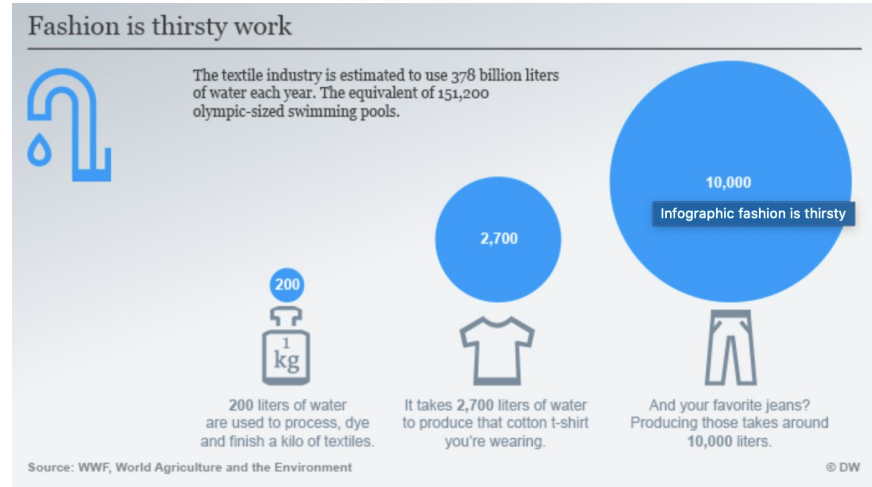 Fashion is thirsty work
The textile industry is estimated to use 378 billion liters
of water each year. The equivalent of 151,200
olympic-sized swimming pools.
10,000
Infographic fashion is thirsty
2,700
200
1
kg
200 liters of water
are used to process, dye
and finish a kilo of textiles.
It takes 2,700 liters of water
to produce that cotton t-shirt
you're wearing.
And your favorite jeans?
Producing those takes around
10,000 liters.
Source: WWF, World Agriculture and the Environment
© DW